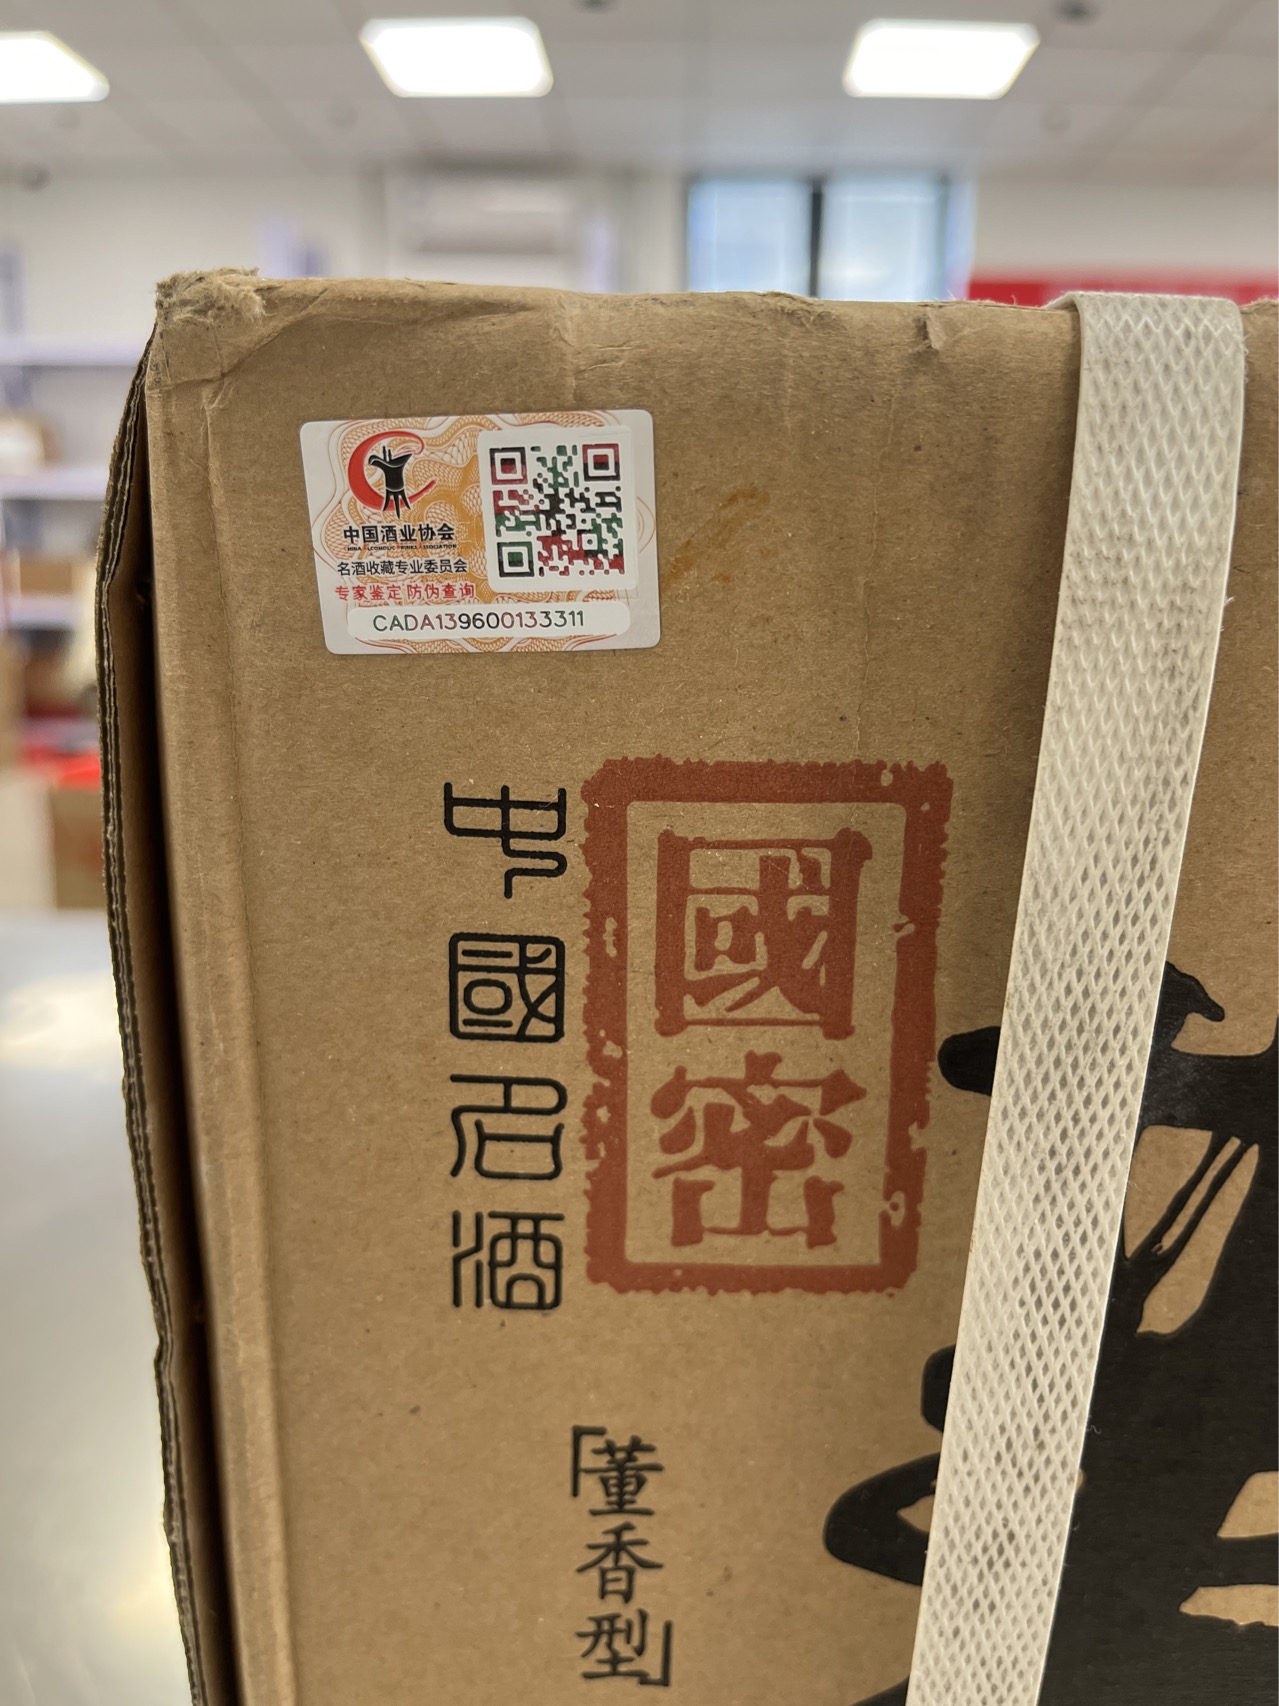 中国酒业协会
名酒收藏专业委员会
专家鉴定 防伪查询
CADA139600133311
中國名酒
國密
「董香型」